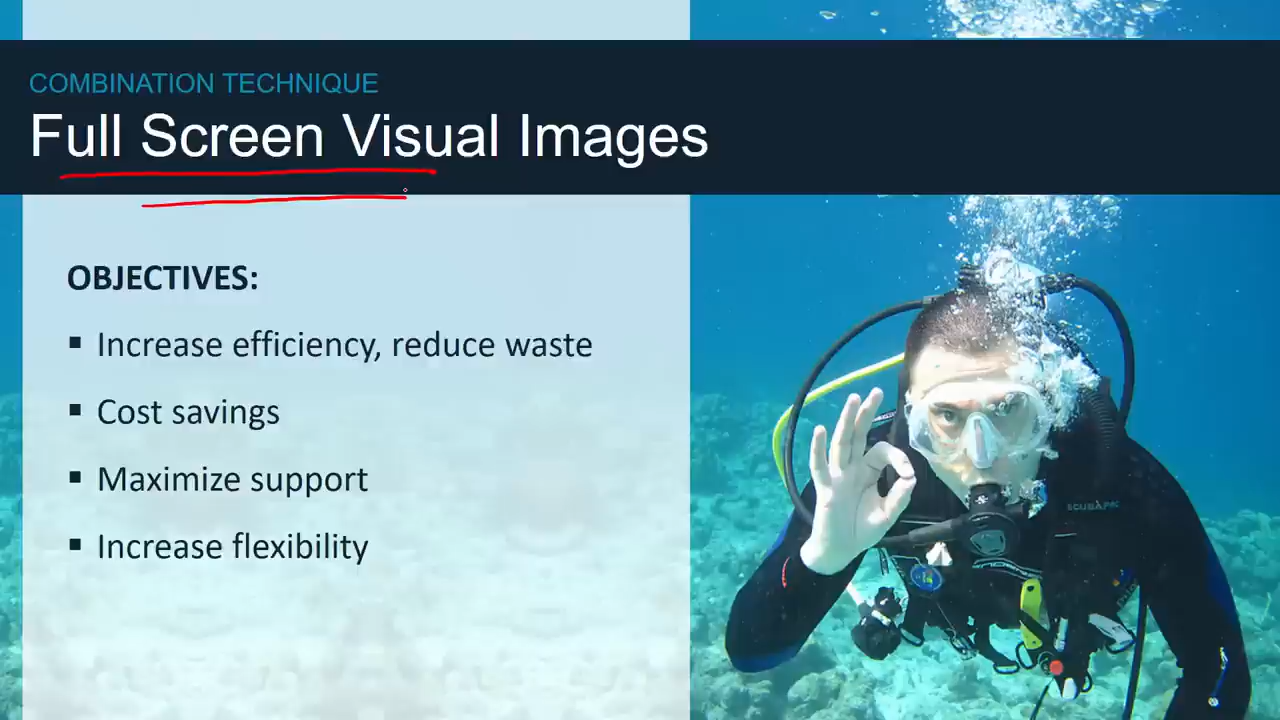 COMBINATION TECHNIQUE
Full Screen Visual Images
OBJECTIVES:
▪ Increase efficiency, reduce waste
▪ Cost savings
▪ Maximize support
▪ Increase flexibility